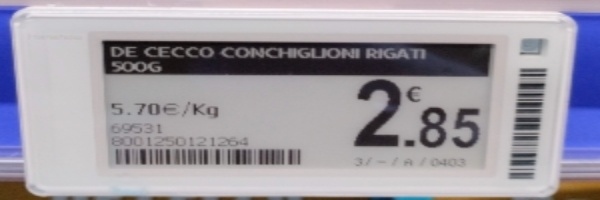 DE CECCO CONCHIGLIONI RIGATI
500G
5.70€/Kg
2€.85
69531
8001250121264
3/-/A/0403